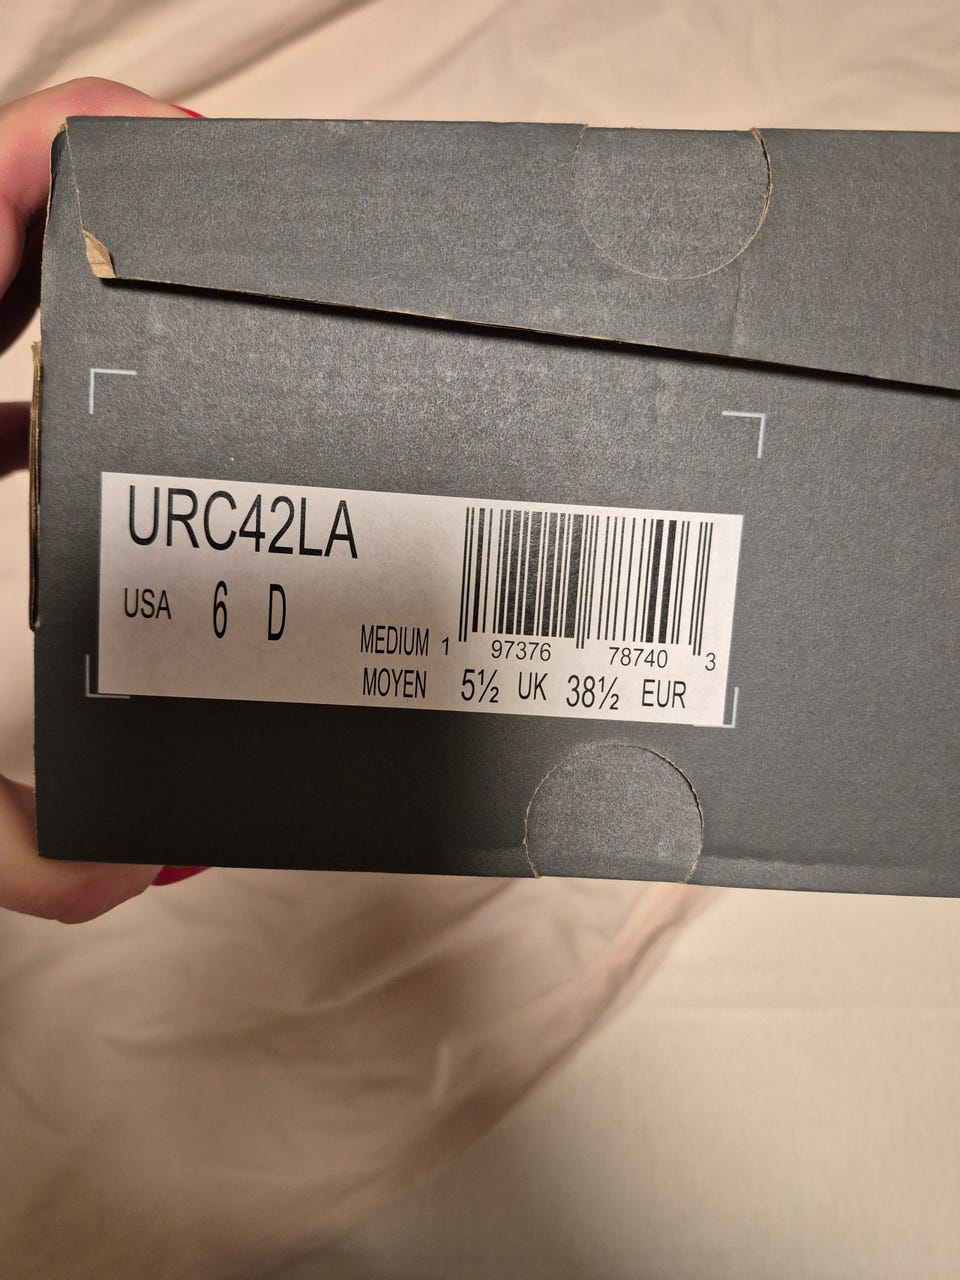 URC42LA
USA 6 D
MEDIUM 1 97376 78740 3
MOYEN 5½ UK 38½ EUR